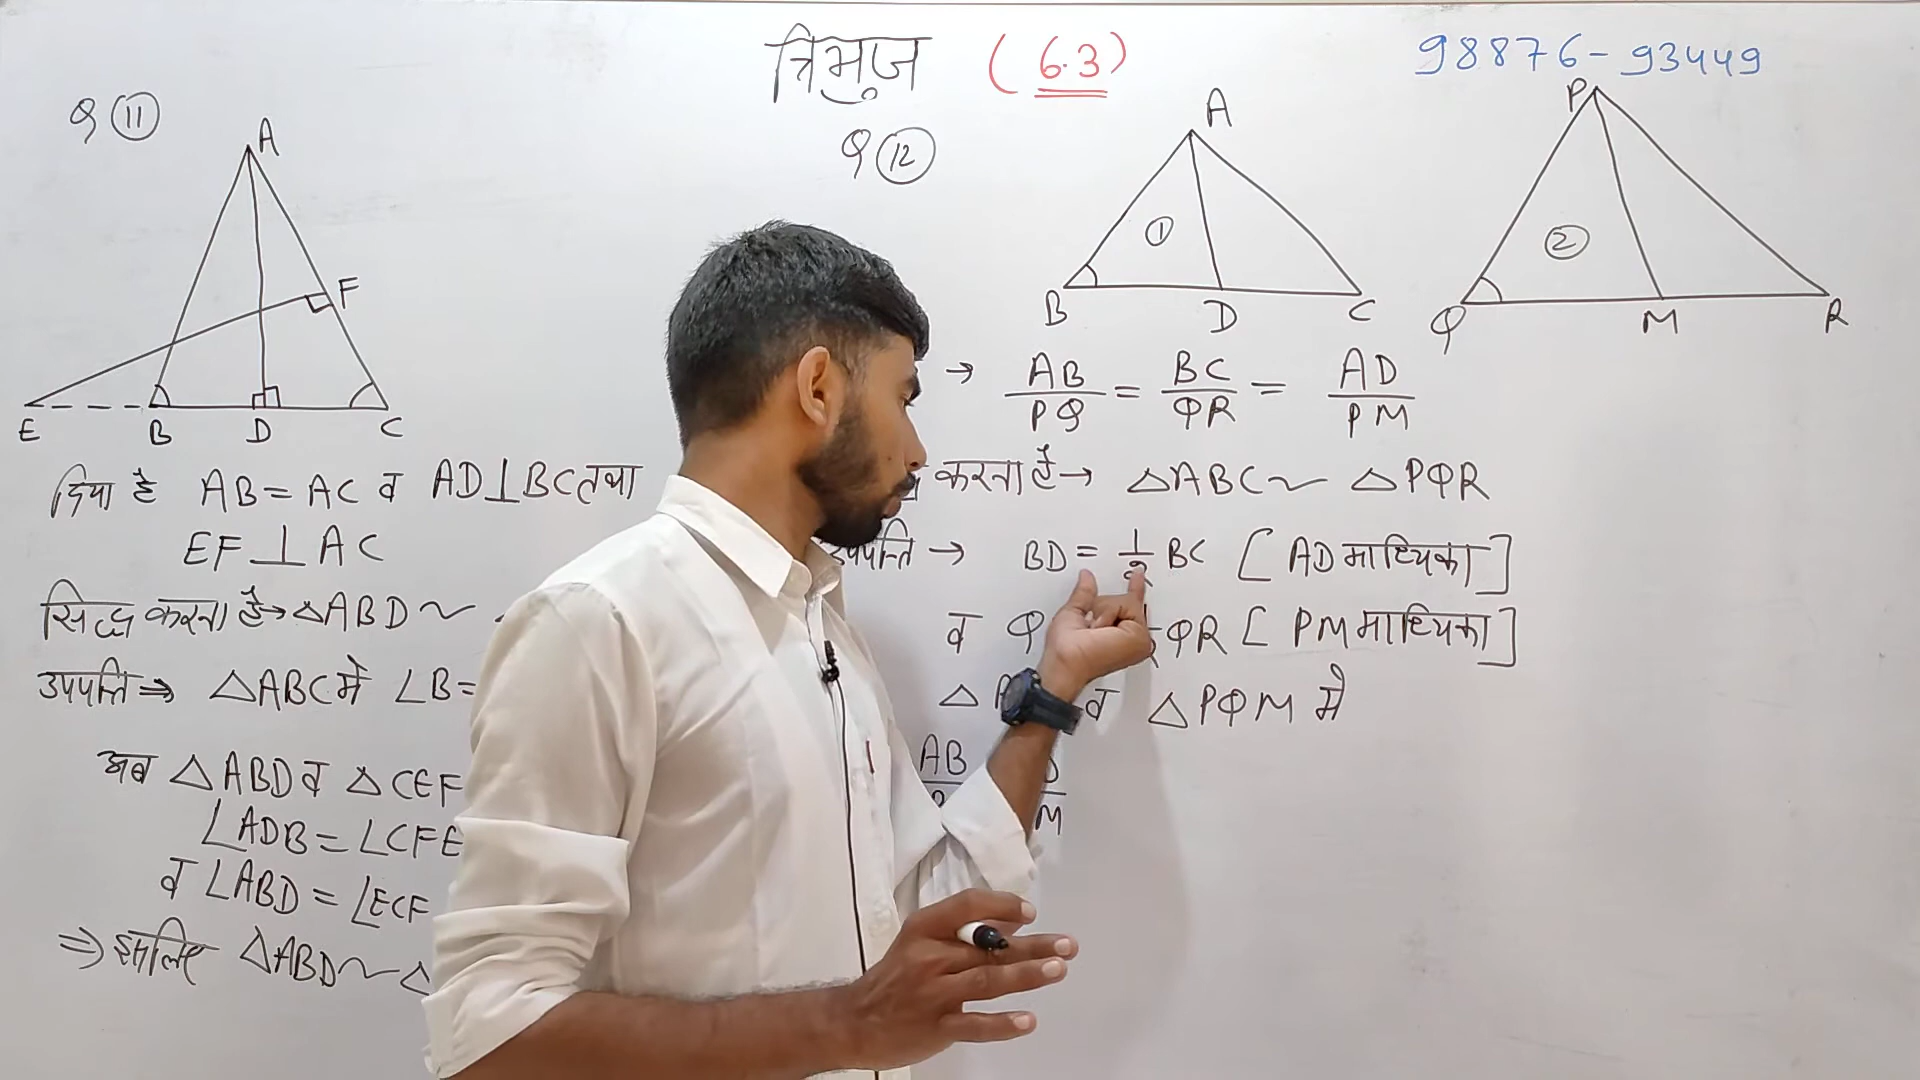 त्रिभुज (6.3)
98876-93449
Q 11
A
F
E B D C
दिया है AB = AC व AD⊥BC तथा
EF ⊥ AC
सिद्ध करना है→ △ABD ~
उपपत्ति ⇒ △ABC में ∠B =
अब △ABD व △CEF
∠ADB = ∠CFE
व ∠ABD = ∠ECF
⇒ इसलिए △ABD ~ △
Q 12
A
1
B D C
P
2
Q M R
→ AB/PQ = BC/QR = AD/PM
करना है→ △ABC ~ △PQR
उपपत्ति → BD = 1/2 BC [AD माध्यिका]
व Q QR [PM माध्यिका]
△ व △PQM में
AB
M